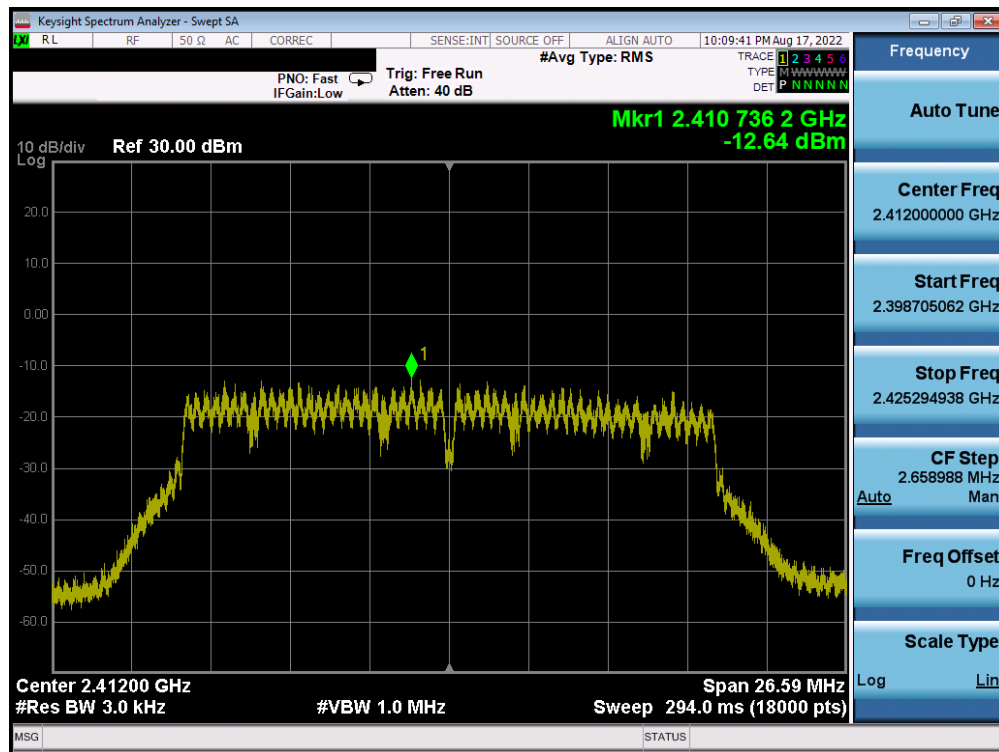 Keysight Spectrum Analyzer - Swept SA
LXI RL RF 50 Ω AC CORREC SENSE:INT SOURCE OFF ALIGN AUTO 10:09:41 PM Aug 17, 2022
#Avg Type: RMS
TRACE 1 2 3 4 5 6
TYPE M WWWWW
DET P N N N N N
PNO: Fast
IFGain:Low
Trig: Free Run
Atten: 40 dB
Mkr1 2.410 736 2 GHz
-12.64 dBm
10 dB/div Ref 30.00 dBm
Log
20.0
10.0
0.00
-10.0
-20.0
-30.0
-40.0
-50.0
-60.0
1
Center 2.41200 GHz Span 26.59 MHz
#Res BW 3.0 kHz #VBW 1.0 MHz Sweep 294.0 ms (18000 pts)
MSG STATUS
Frequency
Auto Tune
Center Freq
2.412000000 GHz
Start Freq
2.398705062 GHz
Stop Freq
2.425294938 GHz
CF Step
2.658988 MHz
Auto Man
Freq Offset
0 Hz
Scale Type
Log Lin